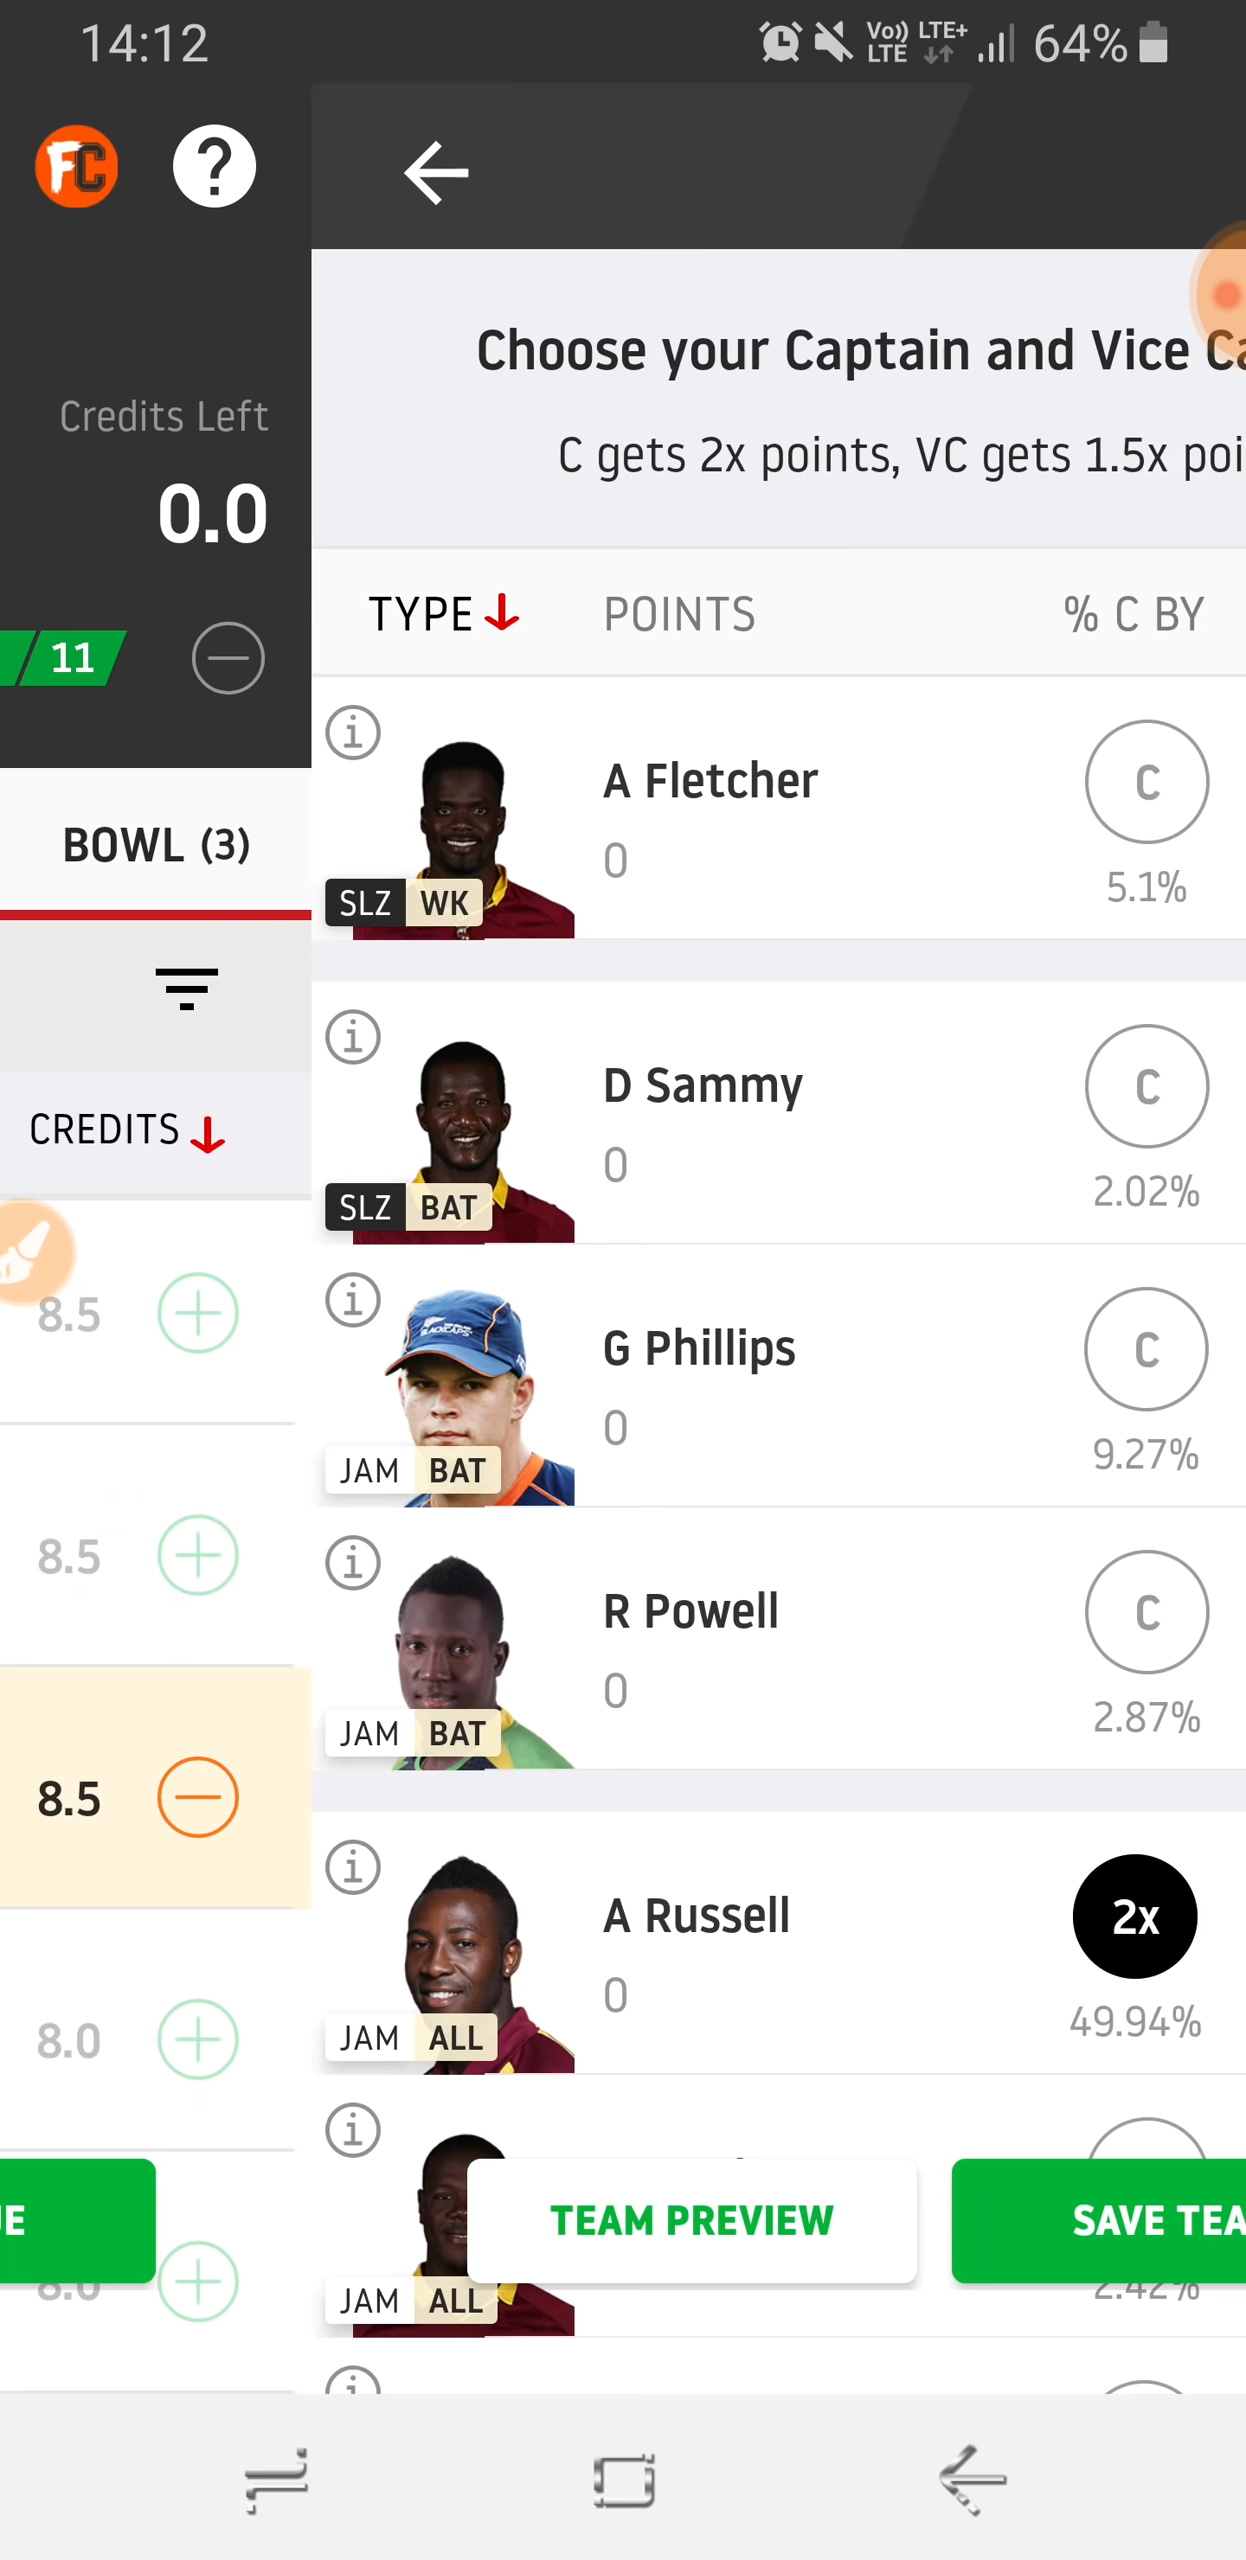 14:12
Vo)) LTE LTE+ 64%
FC ?
Credits Left
0.0
11
BOWL (3)
CREDITS
8.5
8.5
8.5
8.0
8.0
Choose your Captain and Vice Ca
C gets 2x points, VC gets 1.5x poi
TYPE POINTS % C BY
A Fletcher
0
C
5.1%
SLZ WK
D Sammy
0
C
2.02%
SLZ BAT
BLACKCAPS
G Phillips
0
C
9.27%
JAM BAT
R Powell
0
C
2.87%
JAM BAT
A Russell
0
2x
49.94%
JAM ALL
2.42%
JAM ALL
UE
TEAM PREVIEW
SAVE TEA